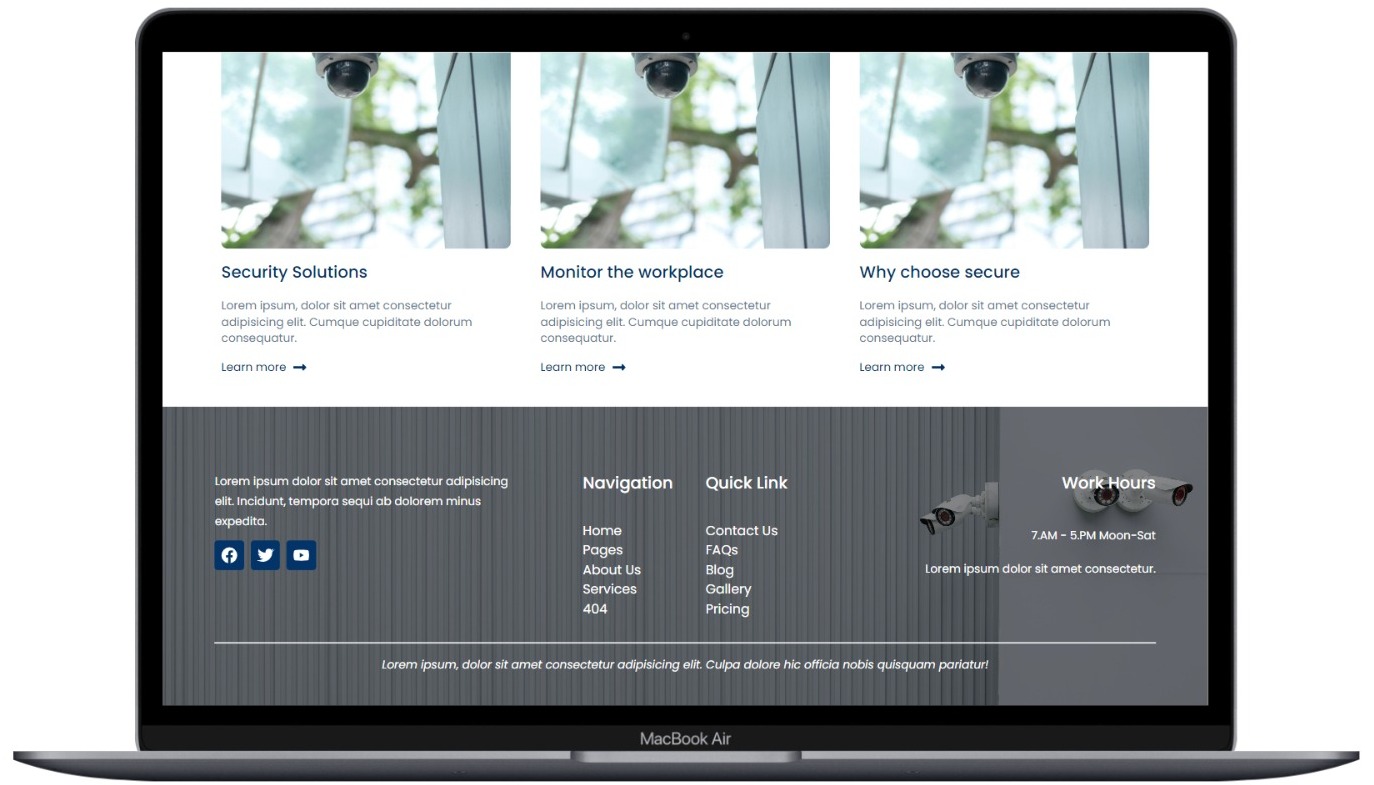 Security Solutions
Lorem ipsum, dolor sit amet consectetur
adipisicing elit. Cumque cupiditate dolorum
consequatur.
Learn more
Monitor the workplace
Lorem ipsum, dolor sit amet consectetur
adipisicing elit. Cumque cupiditate dolorum
consequatur.
Learn more
Why choose secure
Lorem ipsum, dolor sit amet consectetur
adipisicing elit. Cumque cupiditate dolorum
consequatur.
Learn more
Lorem ipsum dolor sit amet consectetur adipisicing
elit. Incidunt, tempora sequi ab dolorem minus
expedita.
Navigation
Home
Pages
About Us
Services
404
Quick Link
Contact Us
FAQs
Blog
Gallery
Pricing
Work Hours
7.AM - 5.PM Moon-Sat
Lorem ipsum dolor sit amet consectetur.
Lorem ipsum, dolor sit amet consectetur adipisicing elit. Culpa dolore hic officia nobis quisquam pariatur!
MacBook Air